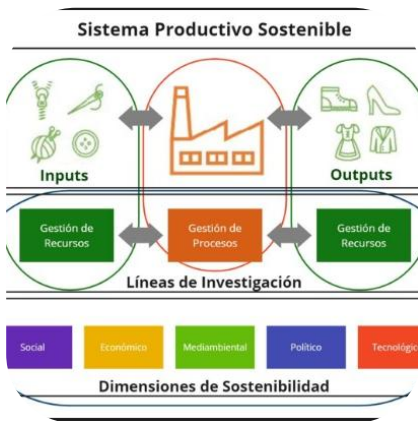 Sistema Productivo Sostenible
Inputs
Outputs
Gestión de
Recursos
Gestión de
Procesos
Gestión de
Recursos
Líneas de Investigación
Social
Económico
Mediambiental
Político
Tecnológico
Dimensiones de Sostenibilidad